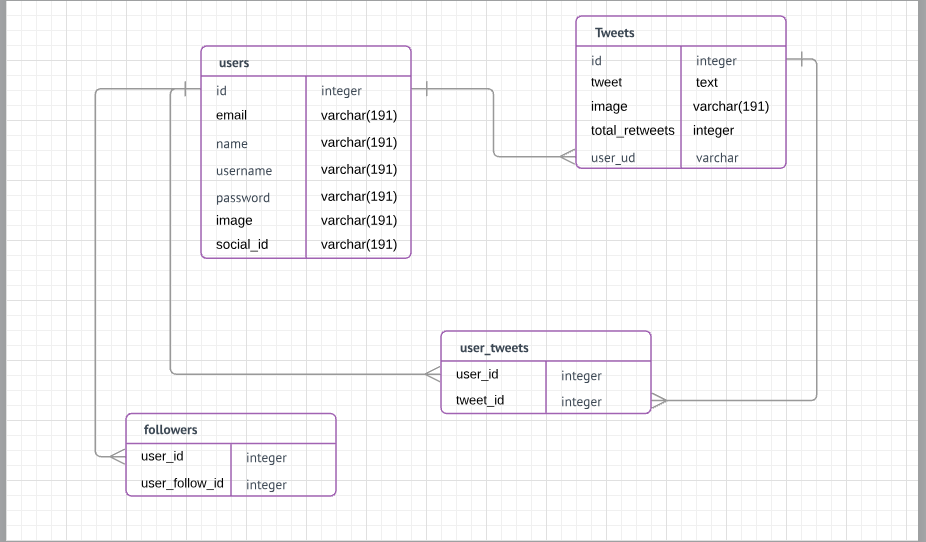 users
id integer
email varchar(191)
name varchar(191)
username varchar(191)
password varchar(191)
image varchar(191)
social_id varchar(191)
Tweets
id integer
tweet text
image varchar(191)
total_retweets integer
user_ud varchar
user_tweets
user_id integer
tweet_id integer
followers
user_id integer
user_follow_id integer